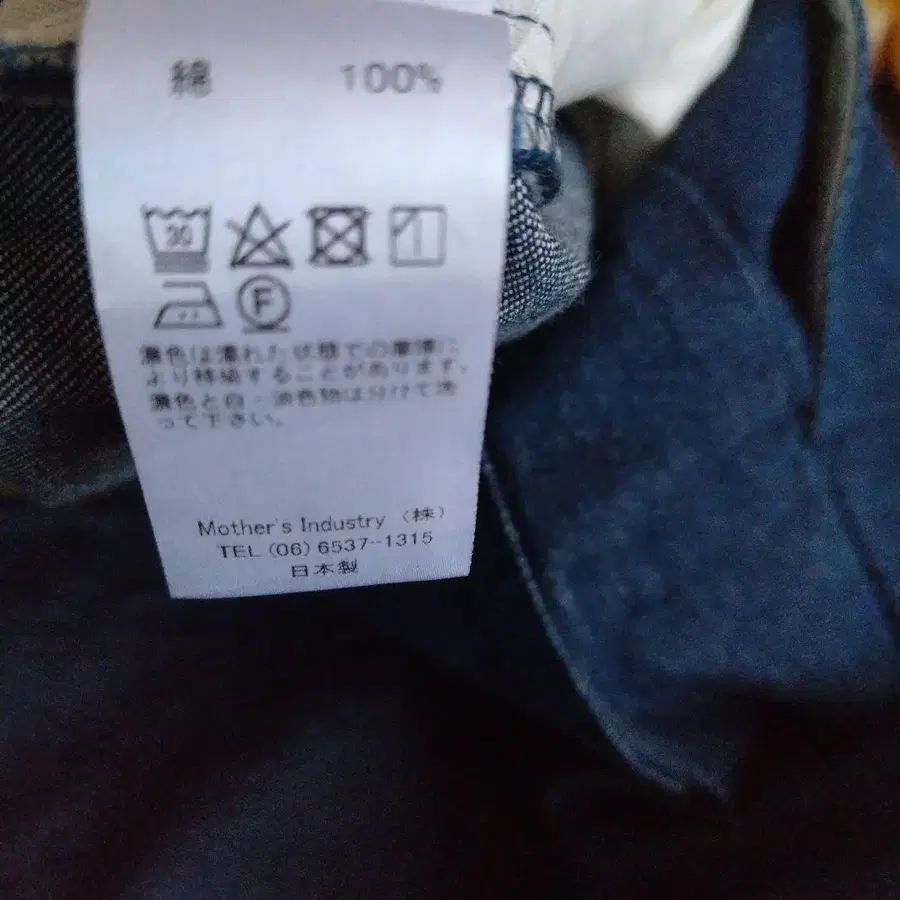 綿 100%
30
F
濃色は濡れた状態での摩擦に
より移染することがあります。
濃色と白・淡色物は分けて洗
って下さい。
Mother's Industry （株）
TEL (06) 6537-1315
日本製